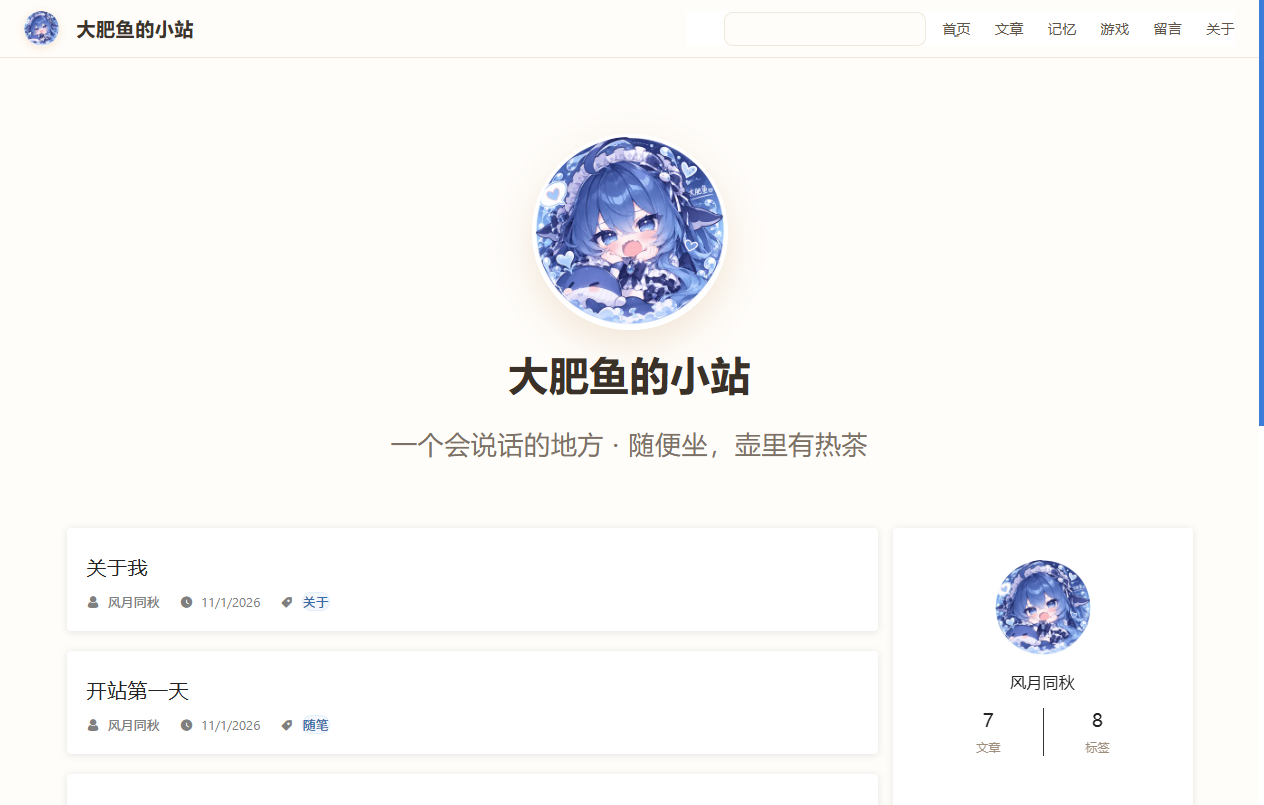 大肥鱼的小站
首页 文章 记忆 游戏 留言 关于
大肥鱼的小站
一个会说话的地方 · 随便坐，壶里有热茶
关于我
风月同秋 11/1/2026 关于
开站第一天
风月同秋 11/1/2026 随笔
风月同秋
7 8
文章 标签